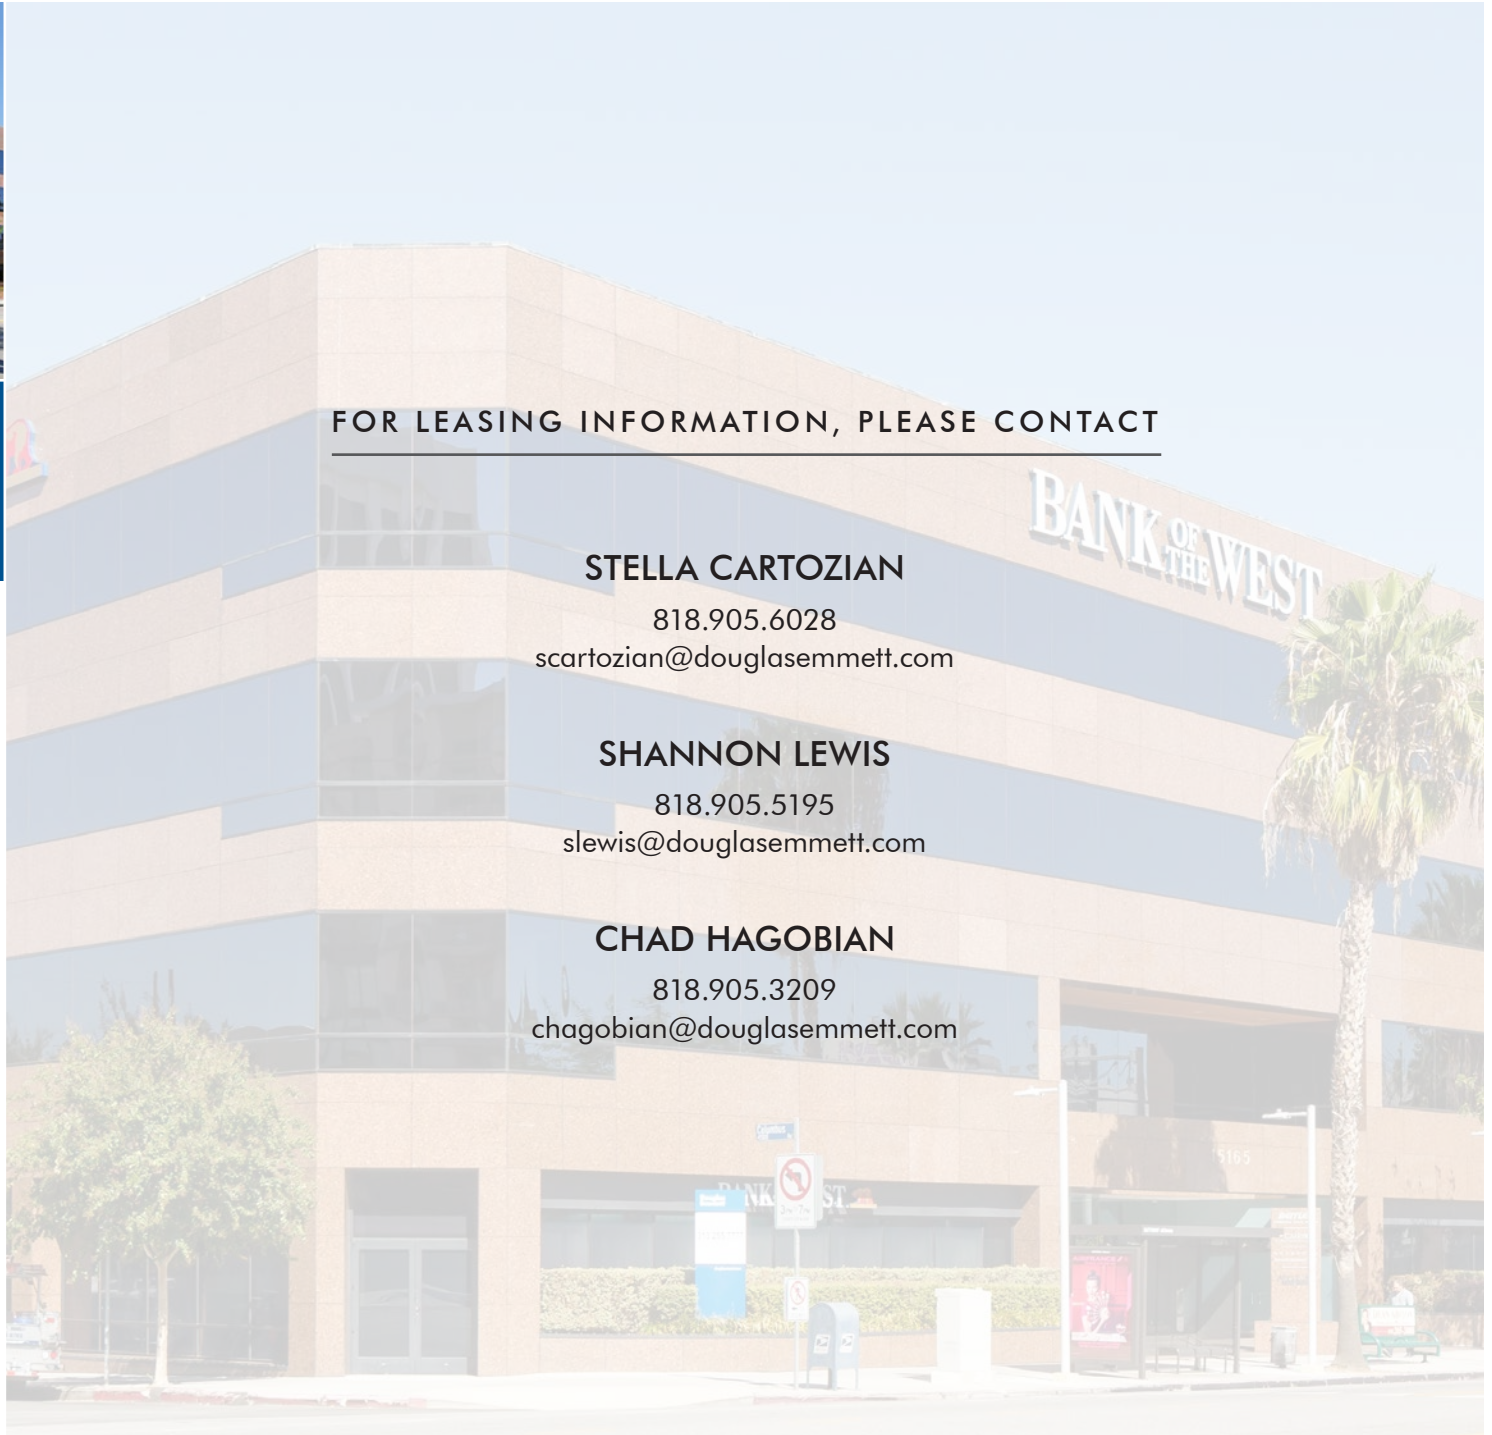 FOR LEASING INFORMATION, PLEASE CONTACT
BANK OF THE WEST
STELLA CARTOZIAN
818.905.6028
scartozian@douglasemmett.com
SHANNON LEWIS
818.905.5195
slewis@douglasemmett.com
CHAD HAGOBIAN
818.905.3209
chagobian@douglasemmett.com
5165